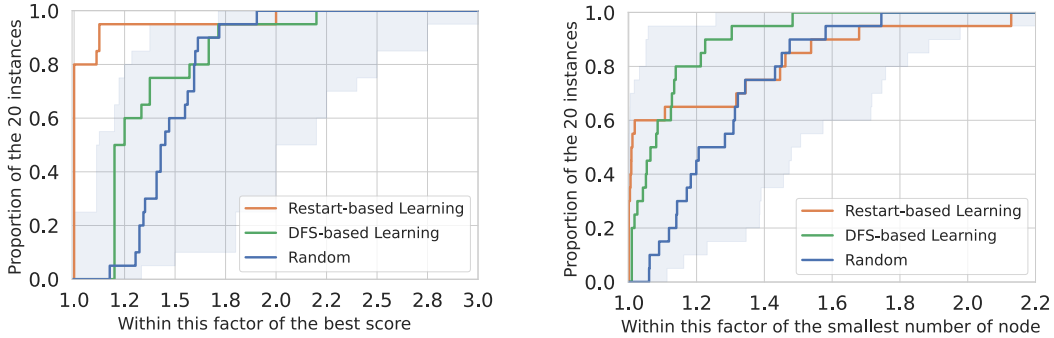 Proportion of the 20 instances
1.0
0.8
0.6
0.4
0.2
0.0
Restart-based Learning
DFS-based Learning
Random
1.0 1.2 1.5 1.8 2.0 2.2 2.5 2.8 3.0
Within this factor of the best score
Proportion of the 20 instances
1.0
0.8
0.6
0.4
0.2
0.0
Restart-based Learning
DFS-based Learning
Random
1.0 1.2 1.4 1.6 1.8 2.0 2.2
Within this factor of the smallest number of node